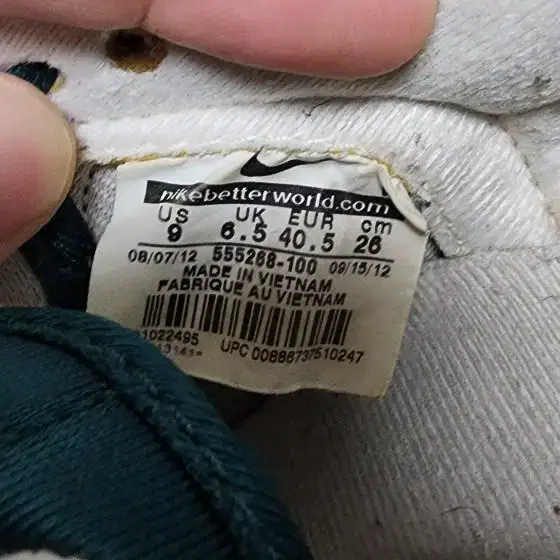 nikebetterworld.com
US UK EUR cm
9 6.5 40.5 26
08/07/12 555268-100 09/15/12
MADE IN VIETNAM
FABRIQUE AU VIETNAM
1022495
UPC 00886737510247